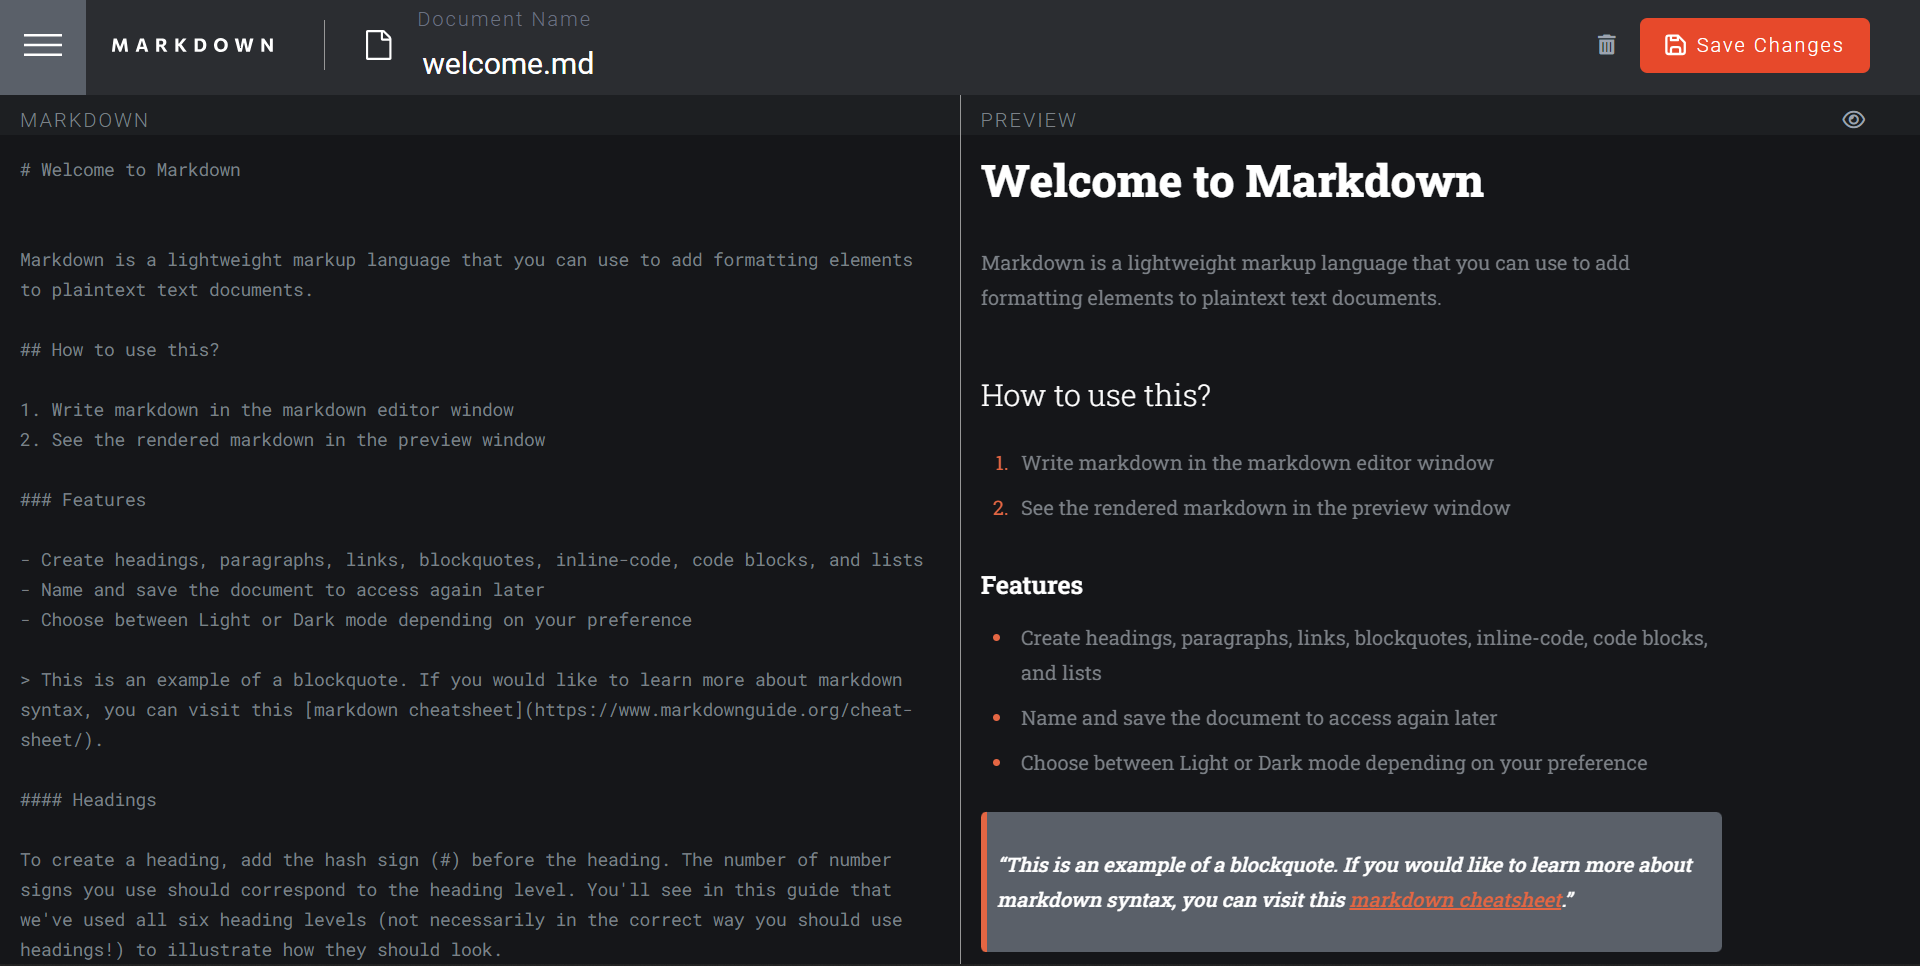 MARKDOWN
Document Name
welcome.md
Save Changes
MARKDOWN
# Welcome to Markdown
Markdown is a lightweight markup language that you can use to add formatting elements
to plaintext text documents.
## How to use this?
1. Write markdown in the markdown editor window
2. See the rendered markdown in the preview window
### Features
- Create headings, paragraphs, links, blockquotes, inline-code, code blocks, and lists
- Name and save the document to access again later
- Choose between Light or Dark mode depending on your preference
> This is an example of a blockquote. If you would like to learn more about markdown
syntax, you can visit this [markdown cheatsheet](https://www.markdownguide.org/cheat-
sheet/).
#### Headings
To create a heading, add the hash sign (#) before the heading. The number of number
signs you use should correspond to the heading level. You'll see in this guide that
we've used all six heading levels (not necessarily in the correct way you should use
headings!) to illustrate how they should look.
PREVIEW
Welcome to Markdown
Markdown is a lightweight markup language that you can use to add
formatting elements to plaintext text documents.
How to use this?
1. Write markdown in the markdown editor window
2. See the rendered markdown in the preview window
Features
• Create headings, paragraphs, links, blockquotes, inline-code, code blocks,
and lists
• Name and save the document to access again later
• Choose between Light or Dark mode depending on your preference
“This is an example of a blockquote. If you would like to learn more about
markdown syntax, you can visit this markdown cheatsheet.”